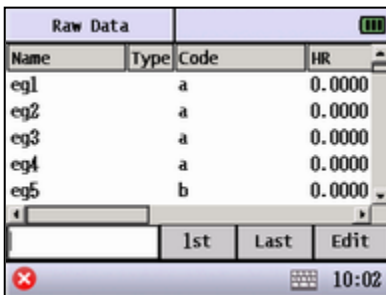 Raw Data
Name Type Code HR
eg1 a 0.0000
eg2 a 0.0000
eg3 a 0.0000
eg4 a 0.0000
eg5 b 0.0000
1st Last Edit
10:02